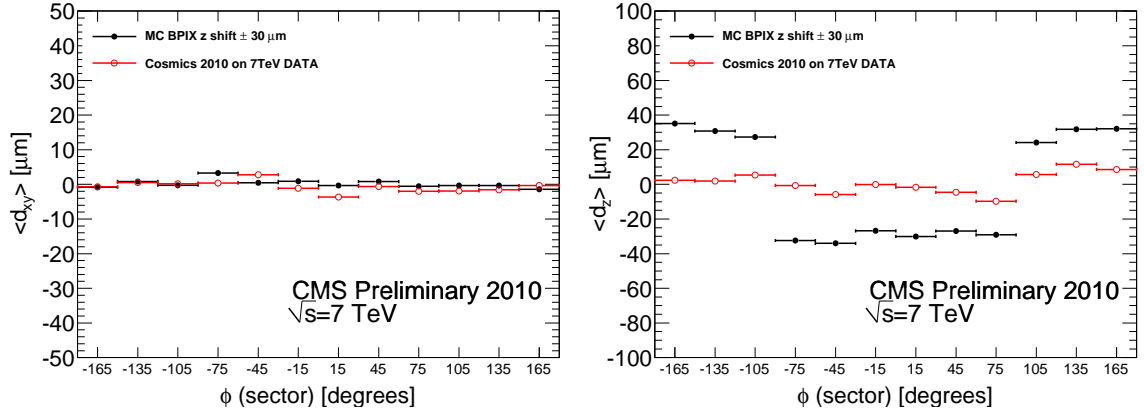 50
40
30
20
10
0
-10
-20
-30
-40
-50
<d_xy> [μm]
MC BPIX z shift ± 30 μm
Cosmics 2010 on 7TeV DATA
CMS Preliminary 2010
√s=7 TeV
-165 -135 -105 -75 -45 -15 15 45 75 105 135 165
ϕ (sector) [degrees]
100
80
60
40
20
0
-20
-40
-60
-80
-100
<d_z> [μm]
MC BPIX z shift ± 30 μm
Cosmics 2010 on 7TeV DATA
CMS Preliminary 2010
√s=7 TeV
-165 -135 -105 -75 -45 -15 15 45 75 105 135 165
ϕ (sector) [degrees]